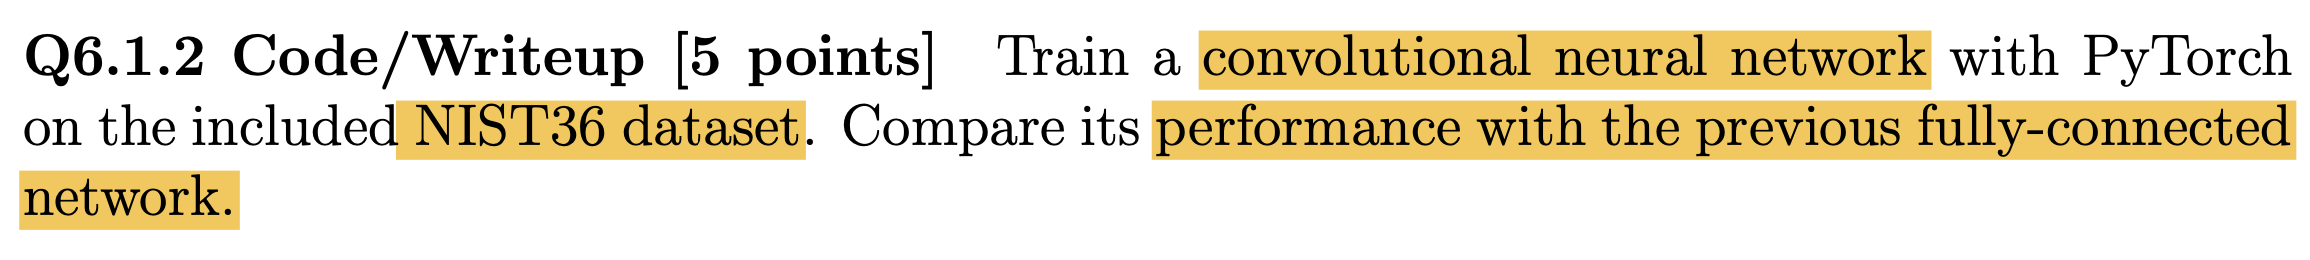 Q6.1.2 Code/Writeup [5 points] Train a convolutional neural network with PyTorch
on the included NIST36 dataset. Compare its performance with the previous fully-connected
network.